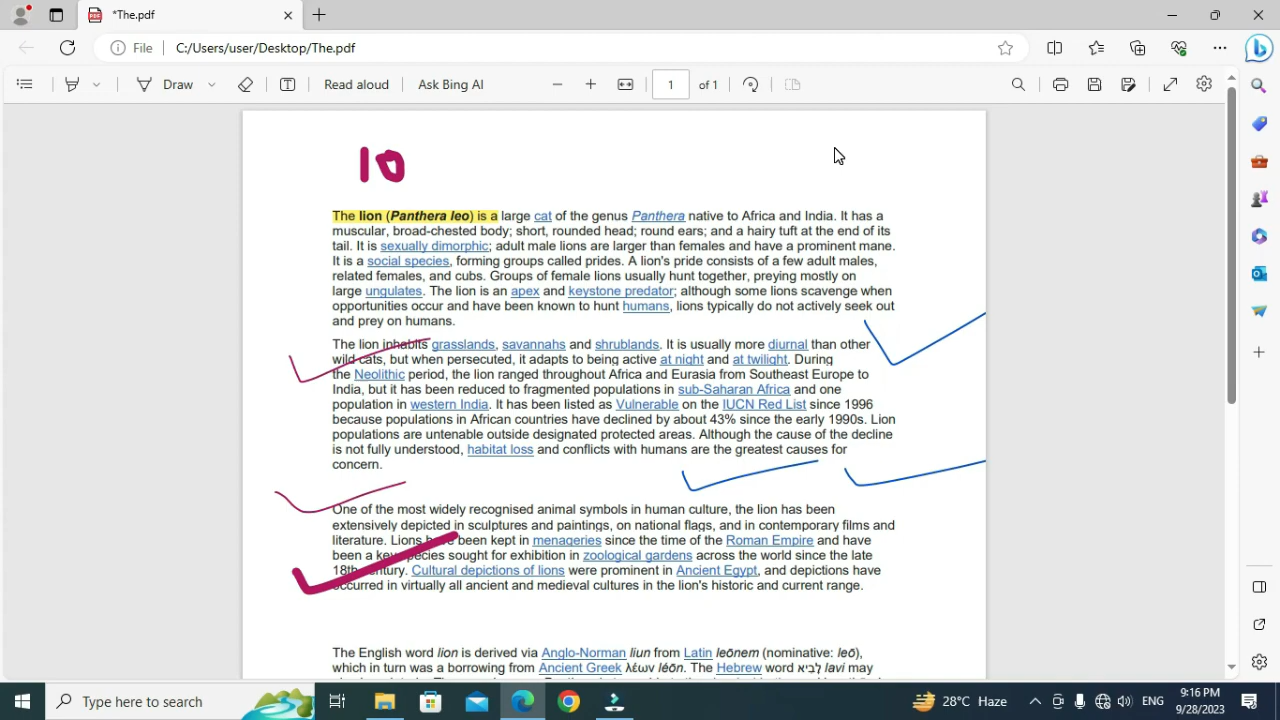 *The.pdf
File C:/Users/user/Desktop/The.pdf
Draw Read aloud Ask Bing AI 1 of 1
10
The lion (Panthera leo) is a large cat of the genus Panthera native to Africa and India. It has a
muscular, broad-chested body; short, rounded head; round ears; and a hairy tuft at the end of its
tail. It is sexually dimorphic; adult male lions are larger than females and have a prominent mane.
It is a social species, forming groups called prides. A lion's pride consists of a few adult males,
related females, and cubs. Groups of female lions usually hunt together, preying mostly on
large ungulates. The lion is an apex and keystone predator; although some lions scavenge when
opportunities occur and have been known to hunt humans, lions typically do not actively seek out
and prey on humans.
The lion inhabits grasslands, savannahs and shrublands. It is usually more diurnal than other
wild cats, but when persecuted, it adapts to being active at night and at twilight. During
the Neolithic period, the lion ranged throughout Africa and Eurasia from Southeast Europe to
India, but it has been reduced to fragmented populations in sub-Saharan Africa and one
population in western India. It has been listed as Vulnerable on the IUCN Red List since 1996
because populations in African countries have declined by about 43% since the early 1990s. Lion
populations are untenable outside designated protected areas. Although the cause of the decline
is not fully understood, habitat loss and conflicts with humans are the greatest causes for
concern.
One of the most widely recognised animal symbols in human culture, the lion has been
extensively depicted in sculptures and paintings, on national flags, and in contemporary films and
literature. Lions have been kept in menageries since the time of the Roman Empire and have
been a key species sought for exhibition in zoological gardens across the world since the late
18th century. Cultural depictions of lions were prominent in Ancient Egypt, and depictions have
occurred in virtually all ancient and medieval cultures in the lion's historic and current range.
The English word lion is derived via Anglo-Norman liun from Latin leōnem (nominative: leō),
which in turn was a borrowing from Ancient Greek λέων léōn. The Hebrew word לָבִיא lavi may
Type here to search
28°C Haze
ENG
9:16 PM
9/28/2023